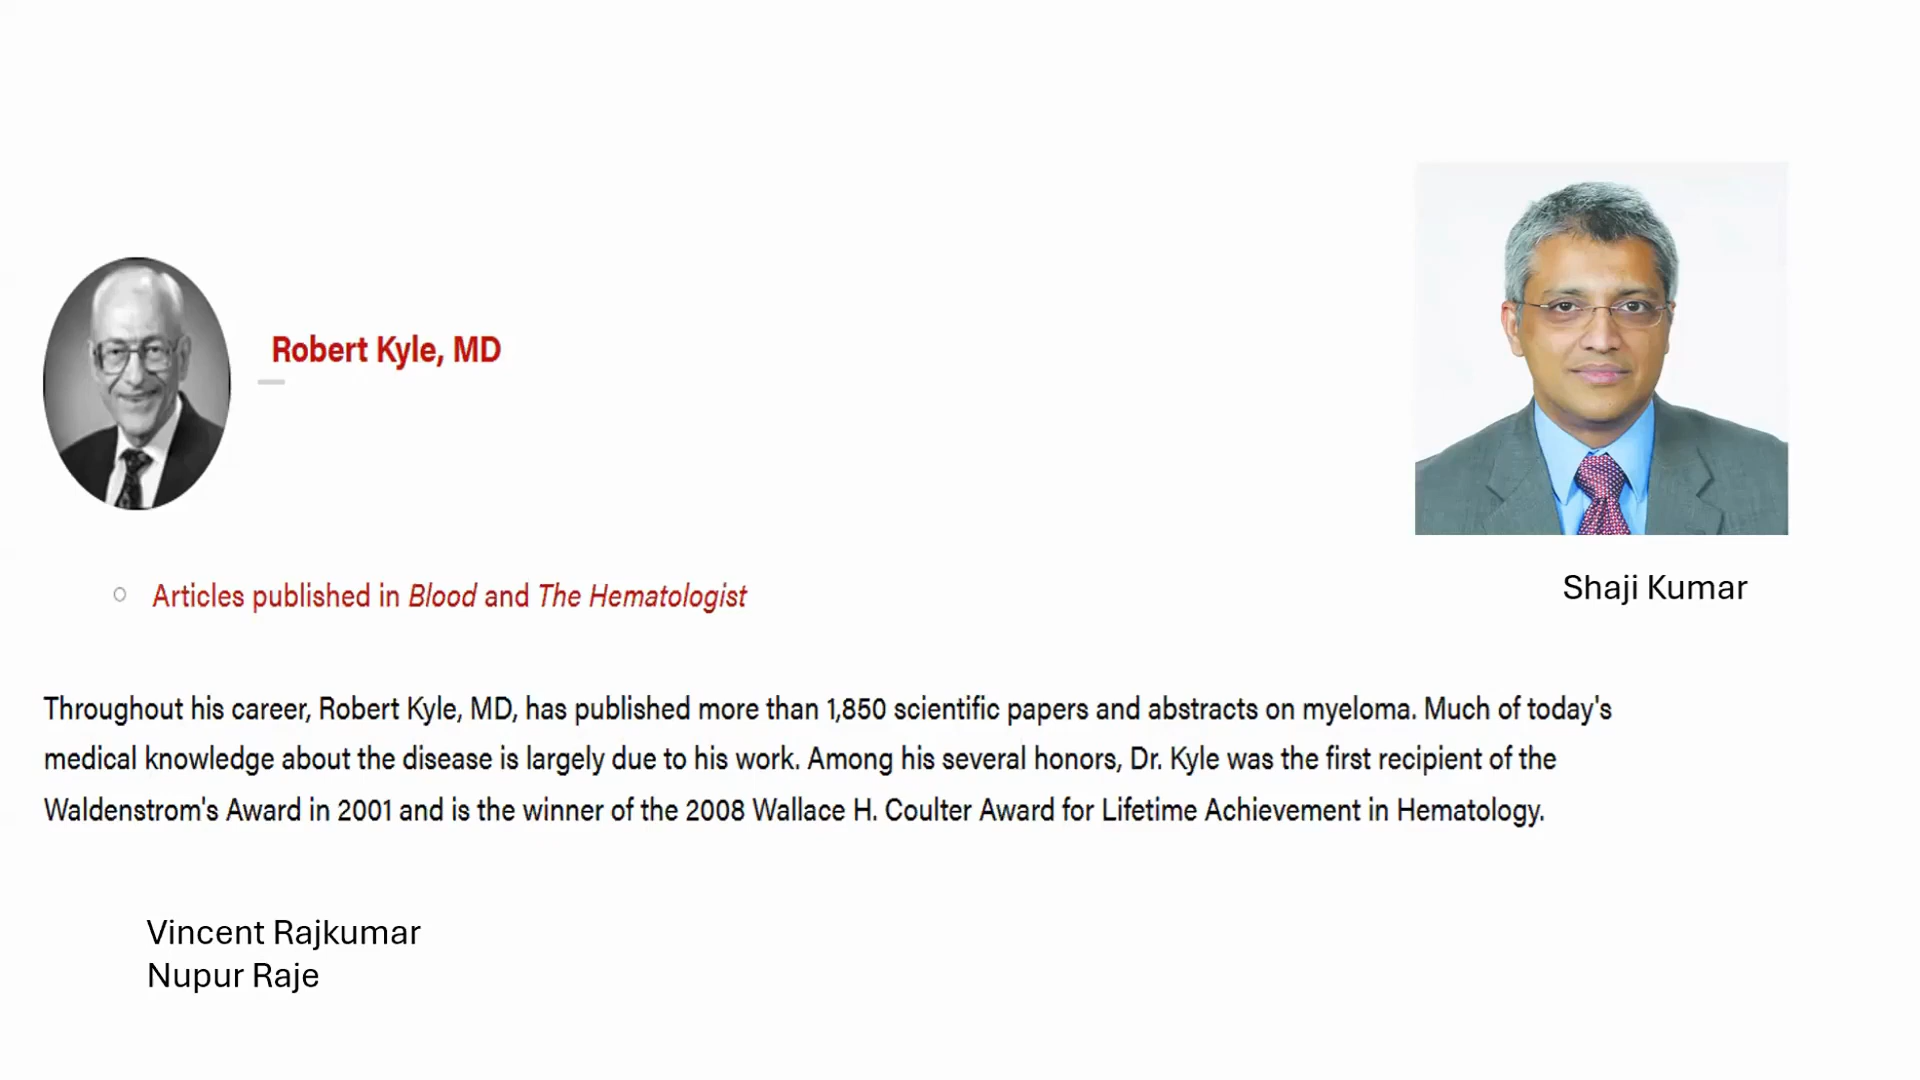 Robert Kyle, MD
Articles published in Blood and The Hematologist
Shaji Kumar
Throughout his career, Robert Kyle, MD, has published more than 1,850 scientific papers and abstracts on myeloma. Much of today's
medical knowledge about the disease is largely due to his work. Among his several honors, Dr. Kyle was the first recipient of the
Waldenstrom's Award in 2001 and is the winner of the 2008 Wallace H. Coulter Award for Lifetime Achievement in Hematology.
Vincent Rajkumar
Nupur Raje